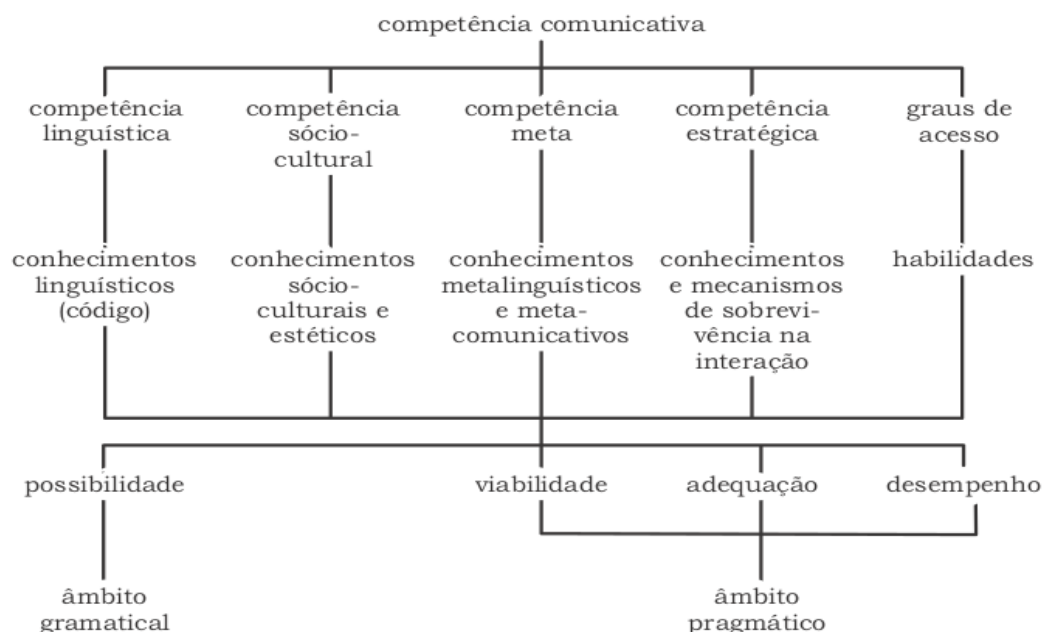 competência comunicativa
competência
linguística
competência
sócio-
cultural
competência
meta
competência
estratégica
graus de
acesso
conhecimentos
linguísticos
(código)
conhecimentos
sócio-
culturais e
estéticos
conhecimentos
metalinguísticos
e meta-
comunicativos
conhecimentos
e mecanismos
de sobrevi-
vência na
interação
habilidades
possibilidade
viabilidade
adequação
desempenho
âmbito
gramatical
âmbito
pragmático